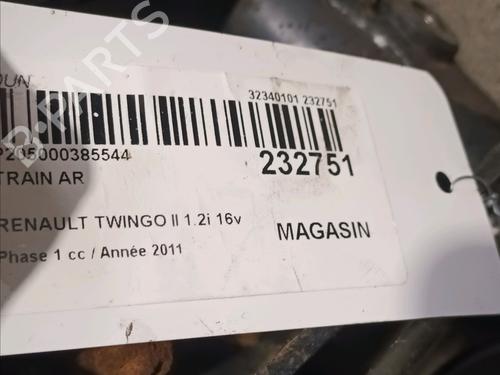 OUN
32340101 232751
P205000385544
232751
TRAIN AR
RENAULT TWINGO II 1.2i 16v
MAGASIN
Phase 1 cc / Année 2011
B-PARTS